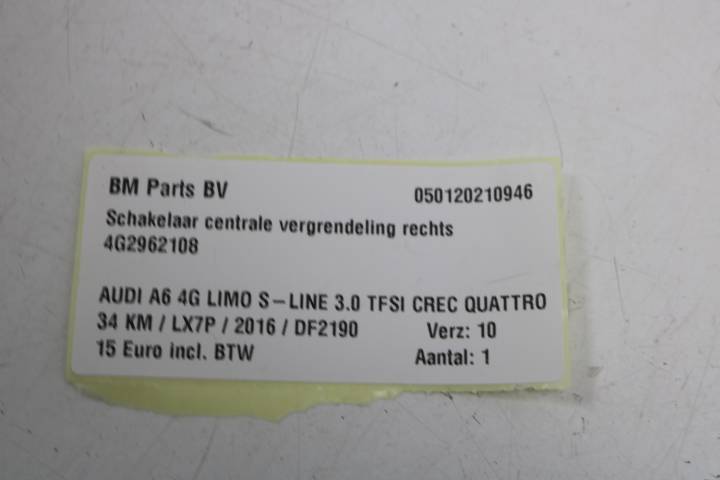 BM Parts BV 050120210946
Schakelaar centrale vergrendeling rechts
4G2962108
AUDI A6 4G LIMO S-LINE 3.0 TFSI CREC QUATTRO
34 KM / LX7P / 2016 / DF2190 Verz: 10
15 Euro incl. BTW Aantal: 1